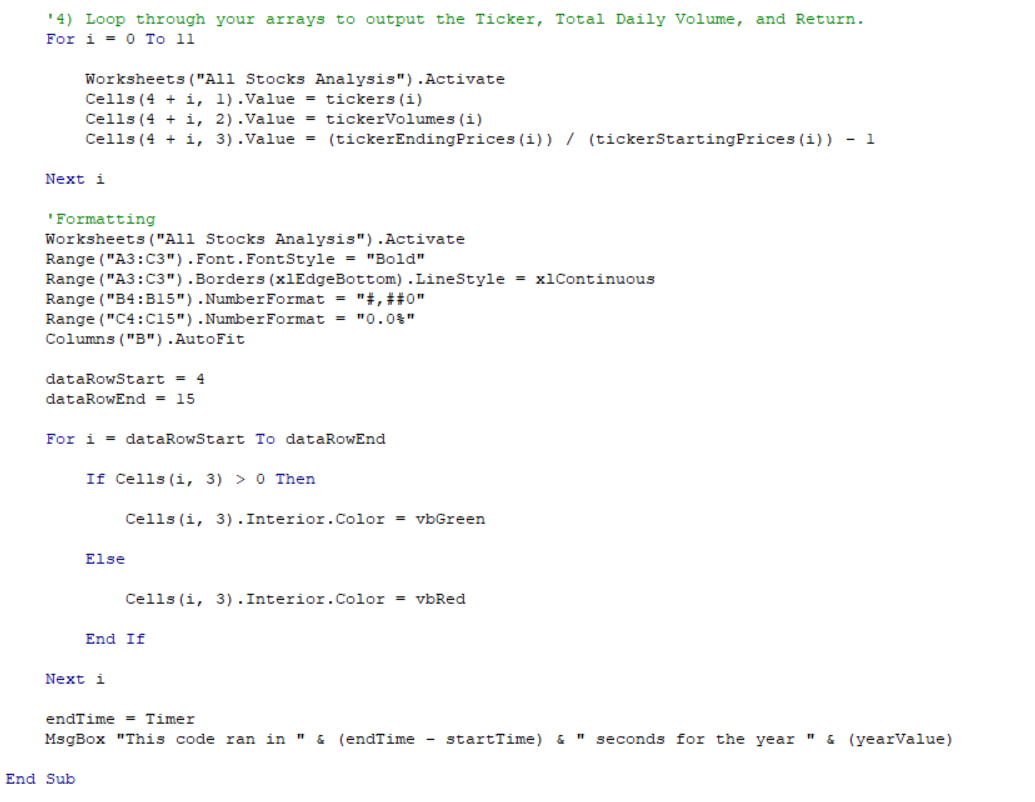 '4) Loop through your arrays to output the Ticker, Total Daily Volume, and Return.
For i = 0 To 11
Worksheets("All Stocks Analysis").Activate
Cells(4 + i, 1).Value = tickers(i)
Cells(4 + i, 2).Value = tickerVolumes(i)
Cells(4 + i, 3).Value = (tickerEndingPrices(i)) / (tickerStartingPrices(i)) - 1
Next i
'Formatting
Worksheets("All Stocks Analysis").Activate
Range("A3:C3").Font.FontStyle = "Bold"
Range("A3:C3").Borders(xlEdgeBottom).LineStyle = xlContinuous
Range("B4:B15").NumberFormat = "#,##0"
Range("C4:C15").NumberFormat = "0.0%"
Columns("B").AutoFit
dataRowStart = 4
dataRowEnd = 15
For i = dataRowStart To dataRowEnd
If Cells(i, 3) > 0 Then
Cells(i, 3).Interior.Color = vbGreen
Else
Cells(i, 3).Interior.Color = vbRed
End If
Next i
endTime = Timer
MsgBox "This code ran in " & (endTime - startTime) & " seconds for the year " & (yearValue)
End Sub